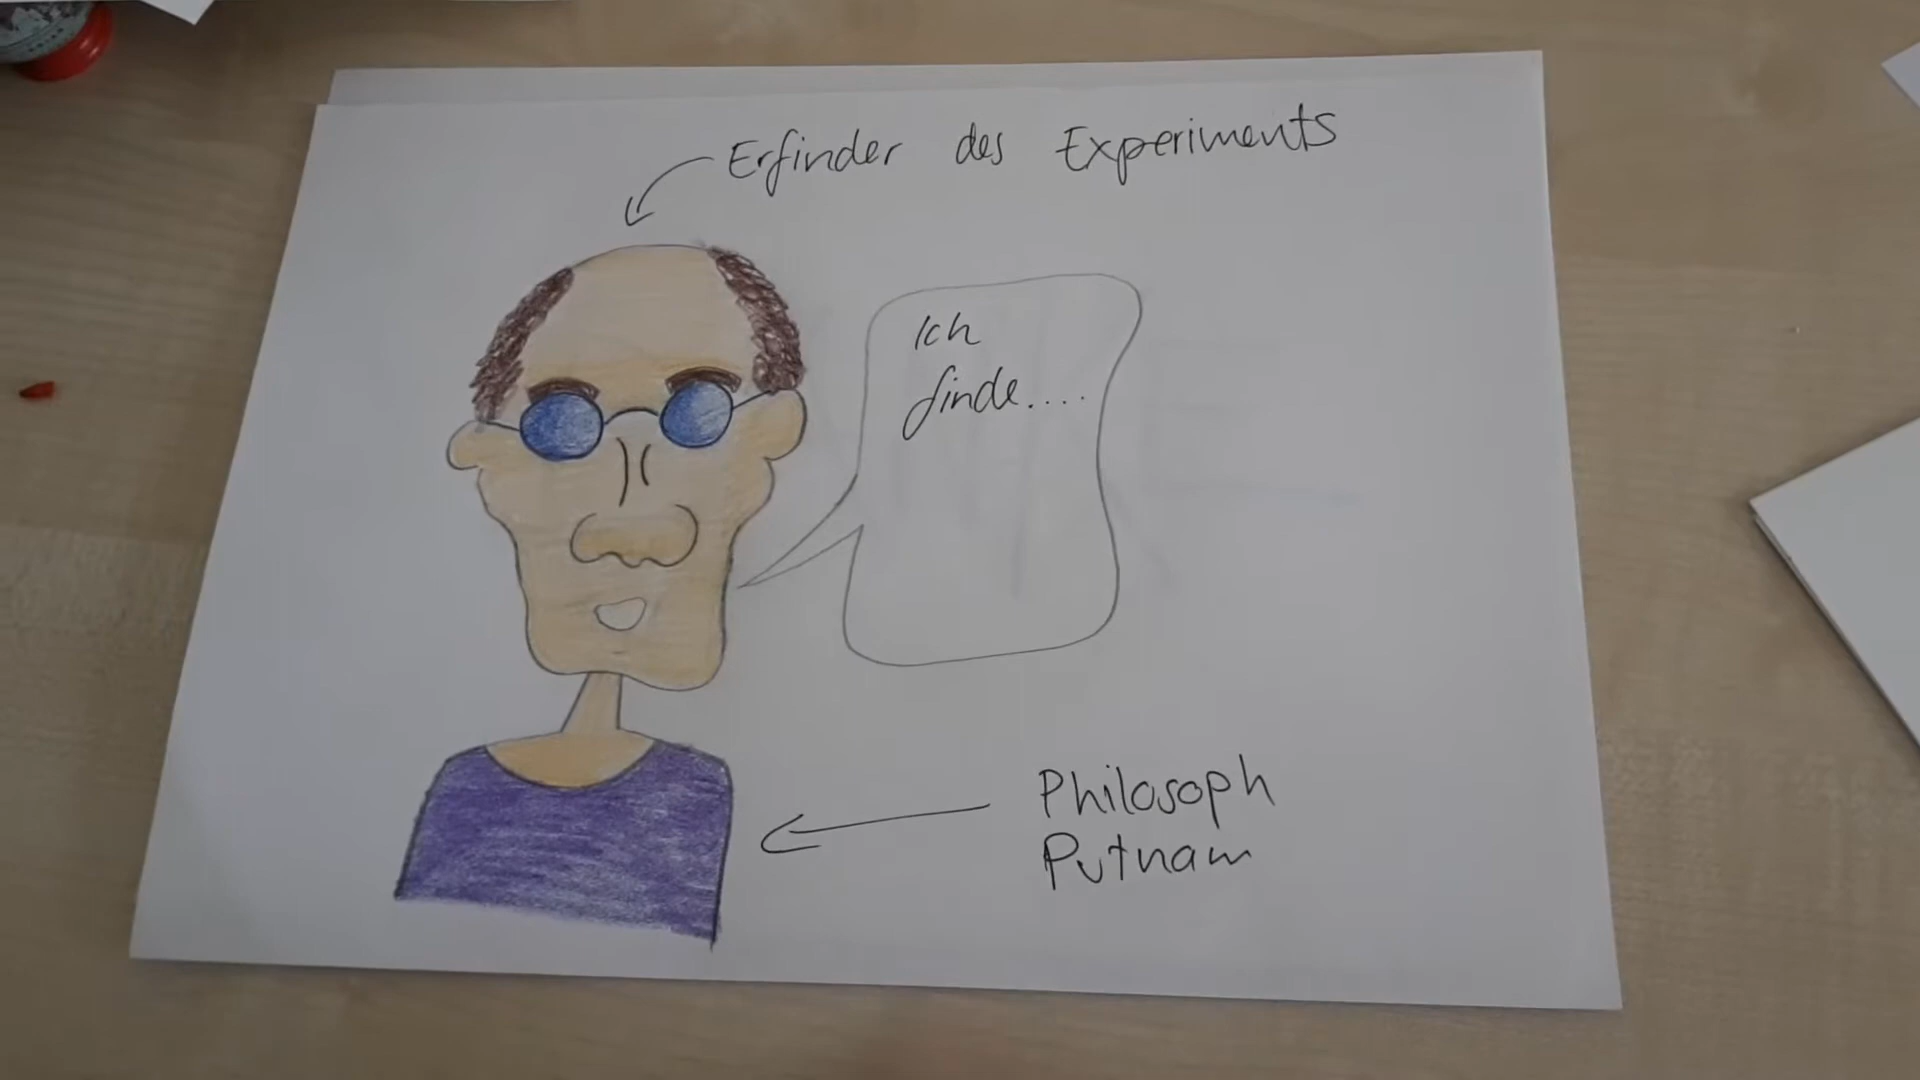 Erfinder des Experiments
Ich
finde....
Philosoph
Putnam